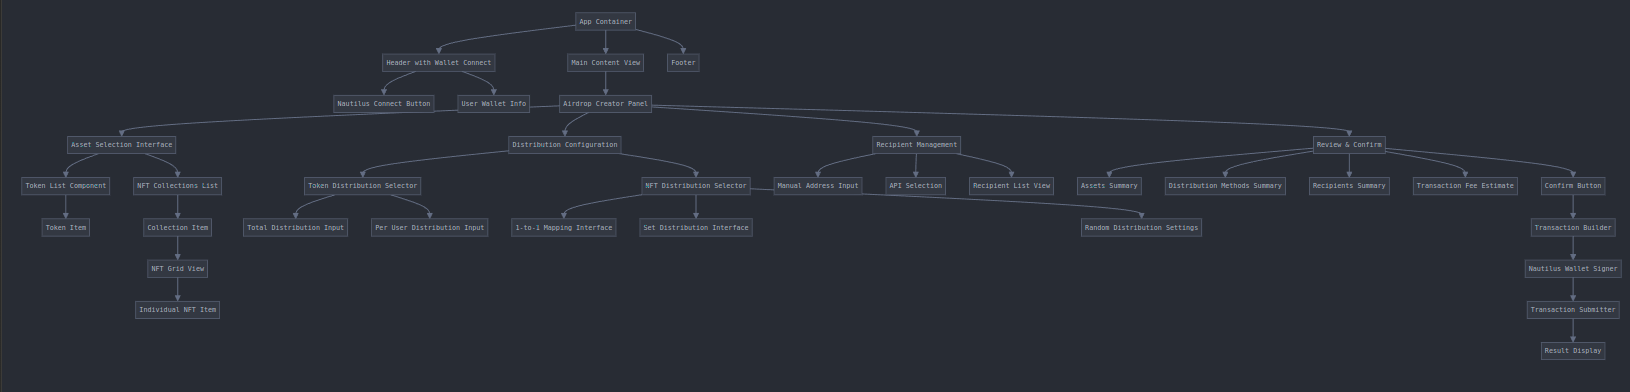 App Container
Header with Wallet Connect
Main Content View
Footer
Nautilus Connect Button
User Wallet Info
Airdrop Creator Panel
Asset Selection Interface
Distribution Configuration
Recipient Management
Review & Confirm
Token List Component
NFT Collections List
Token Distribution Selector
NFT Distribution Selector
Manual Address Input
API Selection
Recipient List View
Assets Summary
Distribution Methods Summary
Recipients Summary
Transaction Fee Estimate
Confirm Button
Token Item
Collection Item
Total Distribution Input
Per User Distribution Input
1-to-1 Mapping Interface
Set Distribution Interface
Random Distribution Settings
Transaction Builder
NFT Grid View
Nautilus Wallet Signer
Individual NFT Item
Transaction Submitter
Result Display